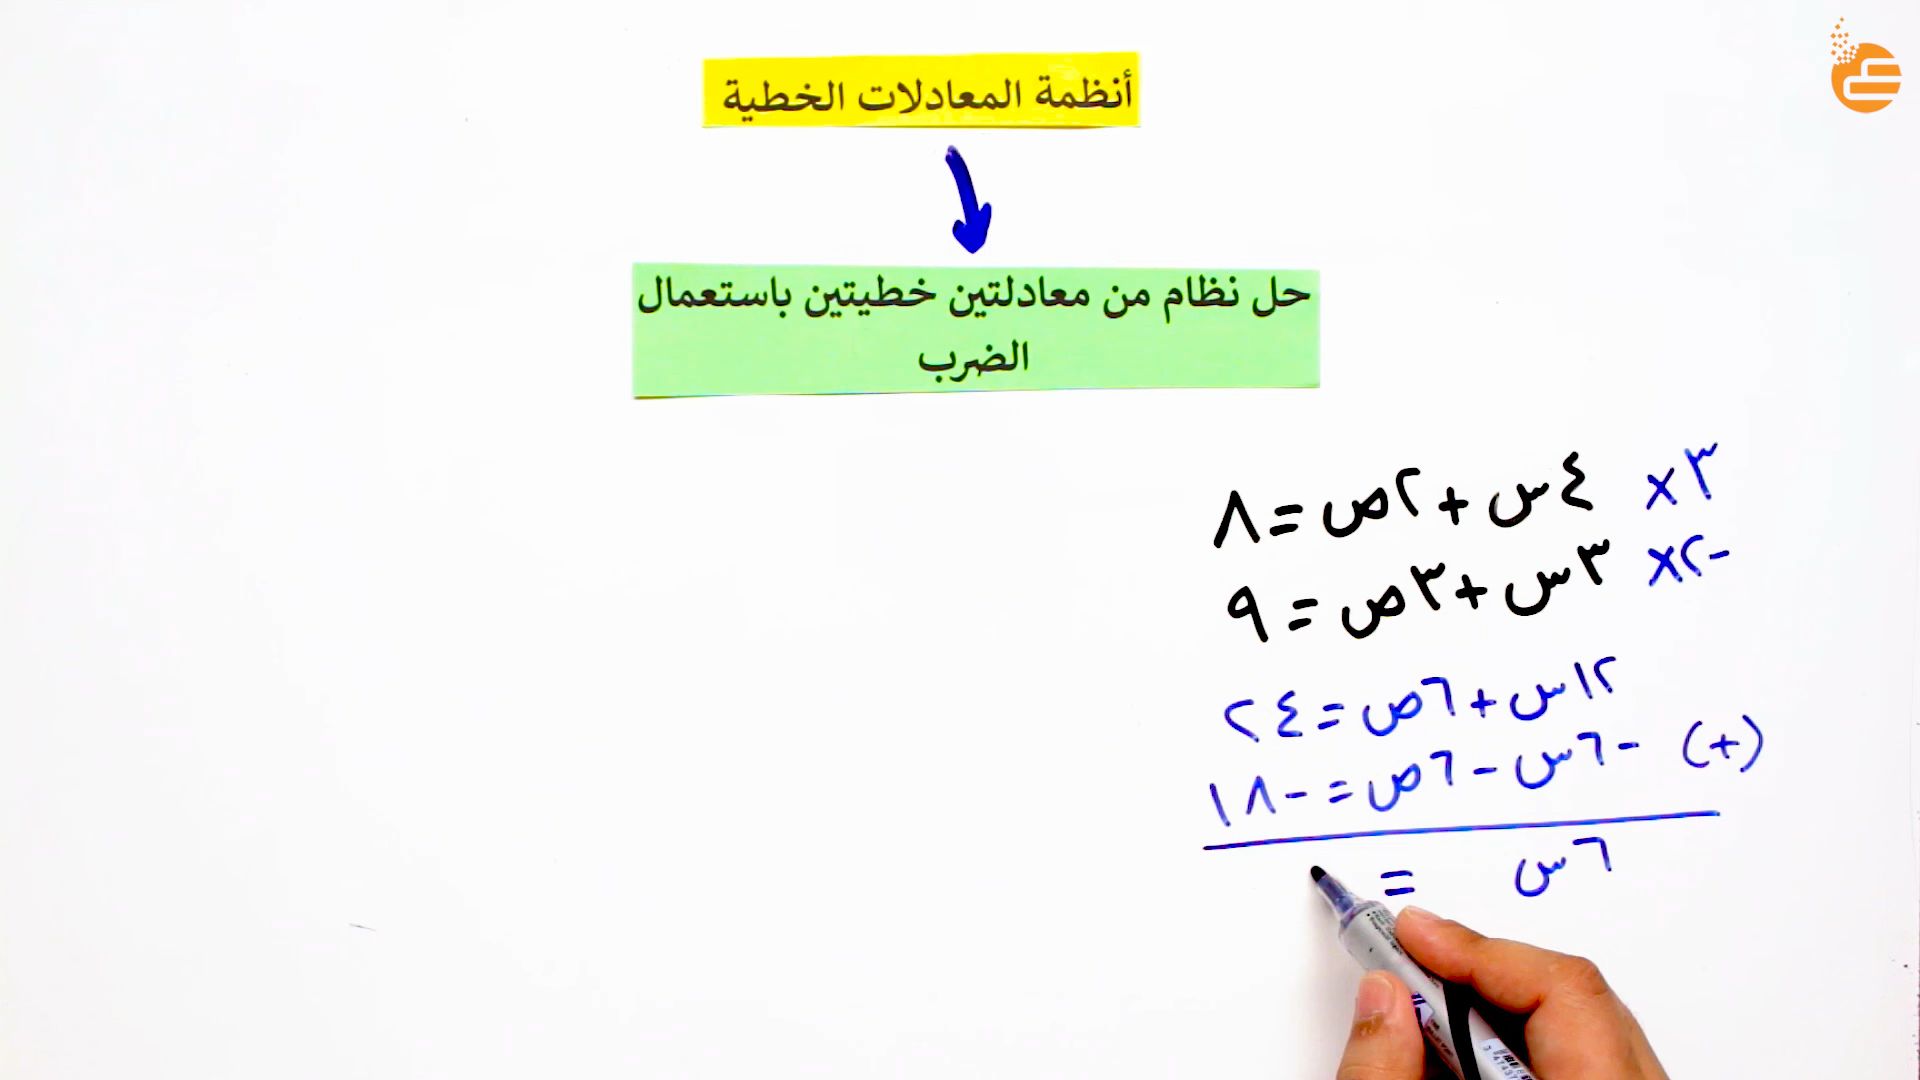 أنظمة المعادلات الخطية
حل نظام من معادلتين خطيتين باستعمال
الضرب
٤س + ٢ص = ٨ ×٣
٣س + ٣ص = ٩ ×-٢
١٢س + ٦ص = ٢٤
-٦س - ٦ص = -١٨ (+)
٦س =